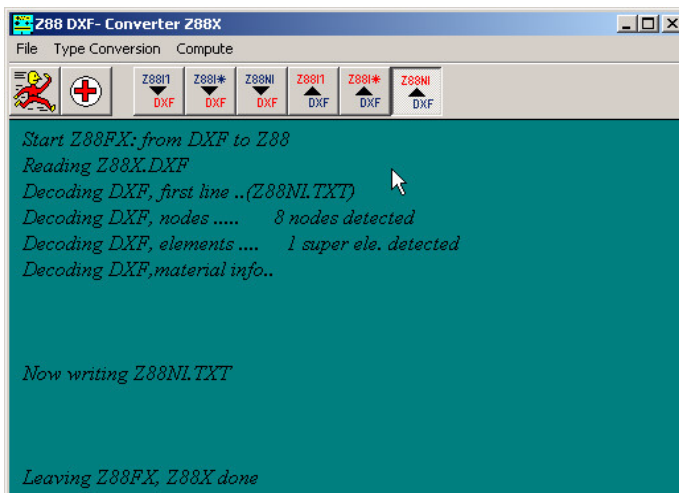 Z88 DXF- Converter Z88X
File Type Conversion Compute
Z88I1 Z88I* Z88NI Z88I1 Z88I* Z88NI
DXF DXF DXF DXF DXF DXF
Start Z88FX: from DXF to Z88
Reading Z88X.DXF
Decoding DXF, first line ..(Z88NI.TXT)
Decoding DXF, nodes ..... 8 nodes detected
Decoding DXF, elements .... 1 super ele. detected
Decoding DXF,material info..
Now writing Z88NI.TXT
Leaving Z88FX, Z88X done